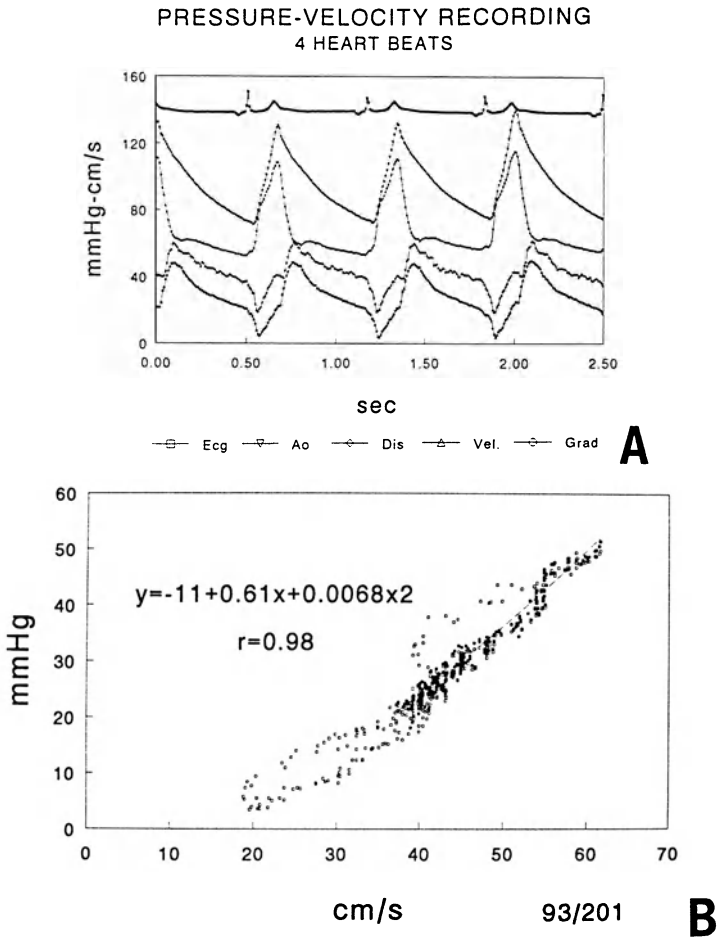 PRESSURE-VELOCITY RECORDING
4 HEART BEATS
160
120
80
40
0
mmHg-cm/s
0.00 0.50 1.00 1.50 2.00 2.50
sec
Ecg Ao Dis Vel. Grad
A
60
50
40
30
20
10
0
mmHg
y=-11+0.61x+0.0068x2
r=0.98
0 10 20 30 40 50 60 70
cm/s 93/201
B